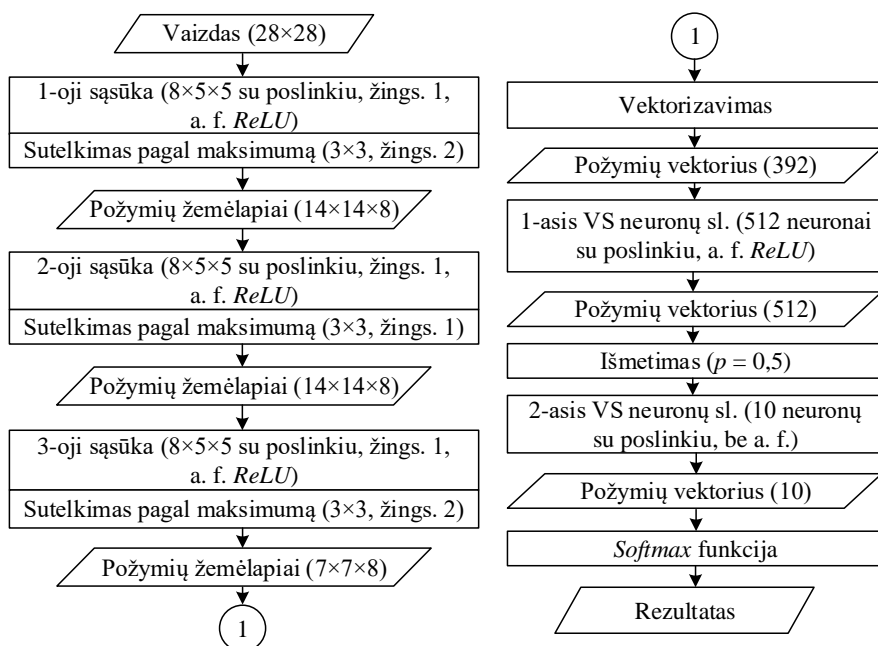 Vaizdas (28×28)
1-oji sąsūka (8×5×5 su poslinkiu, žings. 1,
a. f. ReLU)
Sutelkimas pagal maksimumą (3×3, žings. 2)
Požymių žemėlapiai (14×14×8)
2-oji sąsūka (8×5×5 su poslinkiu, žings. 1,
a. f. ReLU)
Sutelkimas pagal maksimumą (3×3, žings. 1)
Požymių žemėlapiai (14×14×8)
3-oji sąsūka (8×5×5 su poslinkiu, žings. 1,
a. f. ReLU)
Sutelkimas pagal maksimumą (3×3, žings. 2)
Požymių žemėlapiai (7×7×8)
1
1
Vektorizavimas
Požymių vektorius (392)
1-asis VS neuronų sl. (512 neuronai
su poslinkiu, a. f. ReLU)
Požymių vektorius (512)
Išmetimas (p = 0,5)
2-asis VS neuronų sl. (10 neuronų
su poslinkiu, be a. f.)
Požymių vektorius (10)
Softmax funkcija
Rezultatas